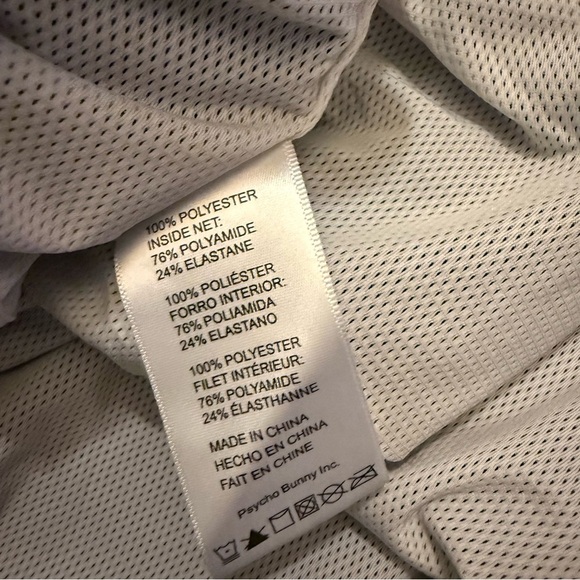 100% POLYESTER
INSIDE NET:
76% POLYAMIDE
24% ELASTANE
100% POLIÉSTER
FORRO INTERIOR:
76% POLIAMIDA
24% ELASTANO
100% POLYESTER
FILET INTÉRIEUR:
76% POLYAMIDE
24% ÉLASTHANNE
MADE IN CHINA
HECHO EN CHINA
FAIT EN CHINE
Psycho Bunny Inc.